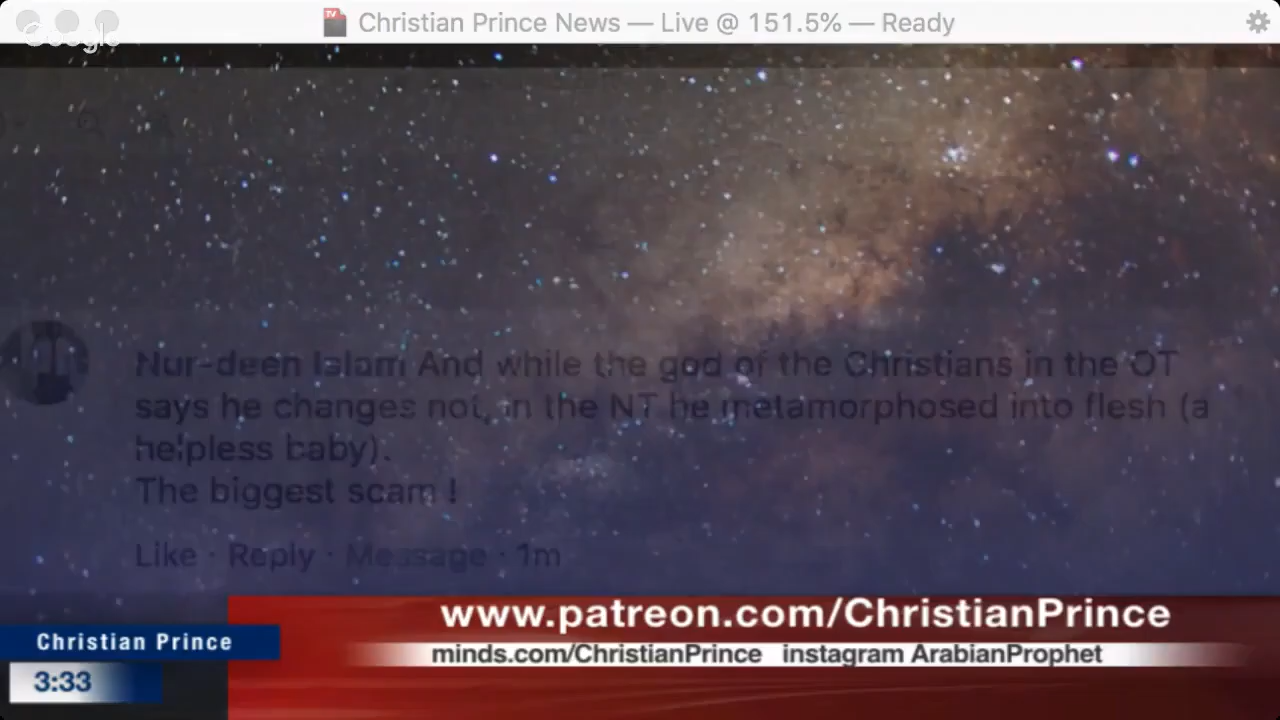 Christian Prince News — Live @ 151.5% — Ready
TV
Google
Nur-deen Islam And while the god of the Christians in the OT
says he changes not, in the NT he metamorphosed into flesh (a
helpless baby).
The biggest scam !
Like · Reply · Message · 1m
www.patreon.com/ChristianPrince
Christian Prince
minds.com/ChristianPrince instagram ArabianProphet
3:33